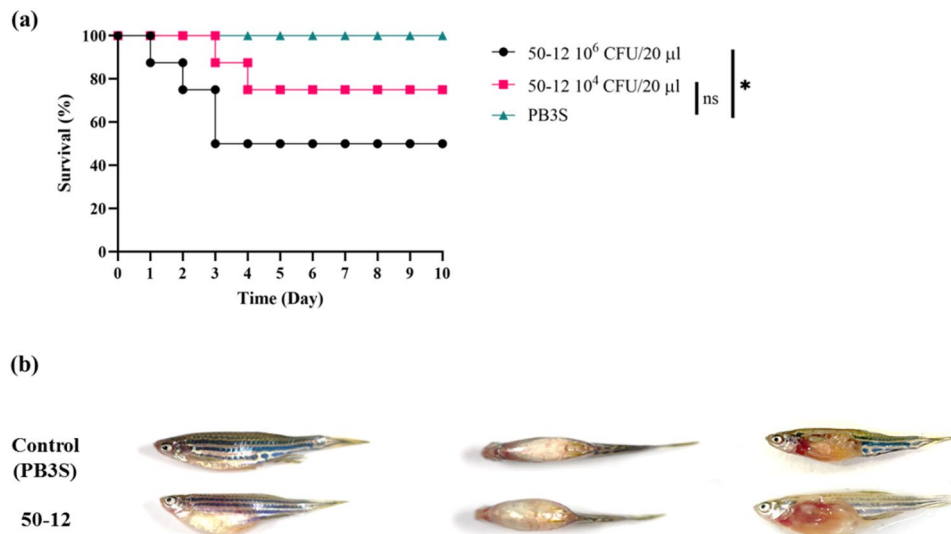 (a)
100
80
60
40
20
0
Survival (%)
0 1 2 3 4 5 6 7 8 9 10
Time (Day)
50-12 10⁶ CFU/20 µl
50-12 10⁴ CFU/20 µl
PB3S
ns
*
(b)
Control
(PB3S)
50-12